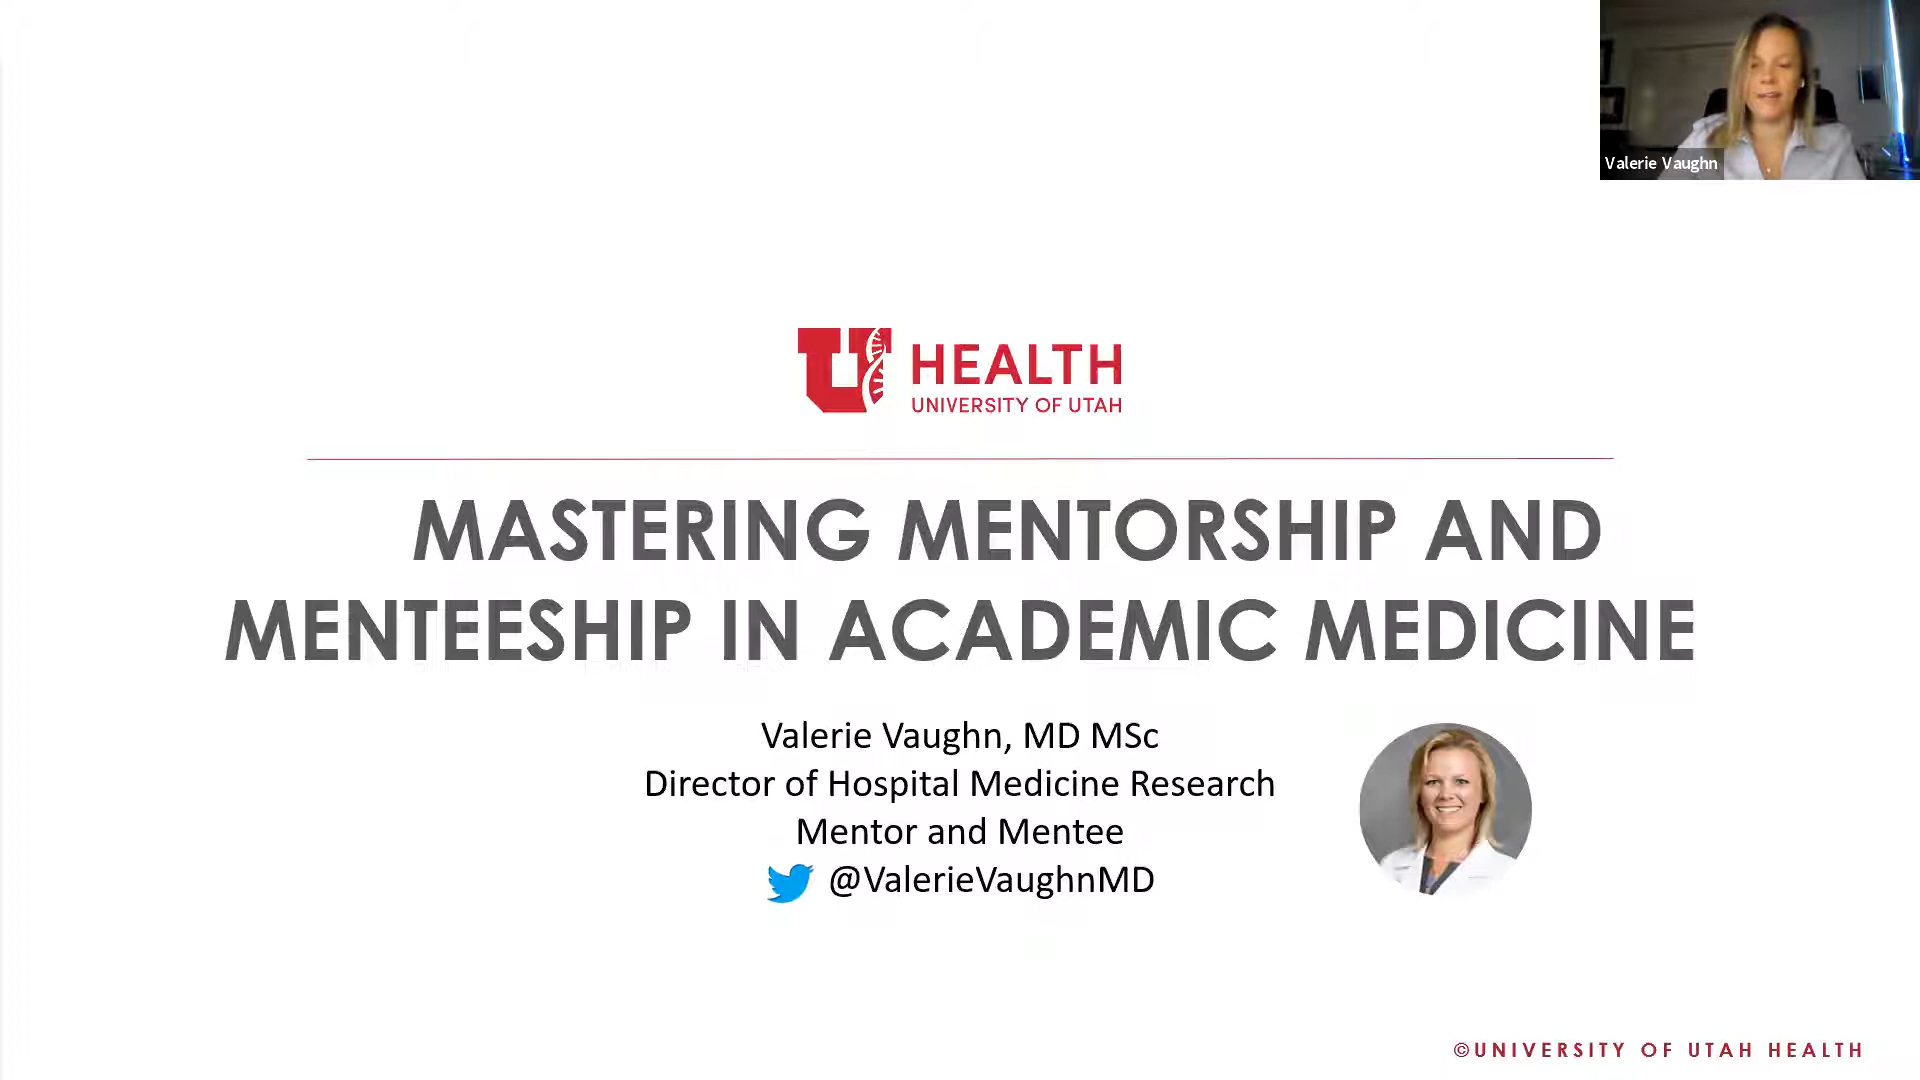 Valerie Vaughn
U HEALTH
UNIVERSITY OF UTAH
MASTERING MENTORSHIP AND
MENTEESHIP IN ACADEMIC MEDICINE
Valerie Vaughn, MD MSc
Director of Hospital Medicine Research
Mentor and Mentee
@ValerieVaughnMD
©UNIVERSITY OF UTAH HEALTH